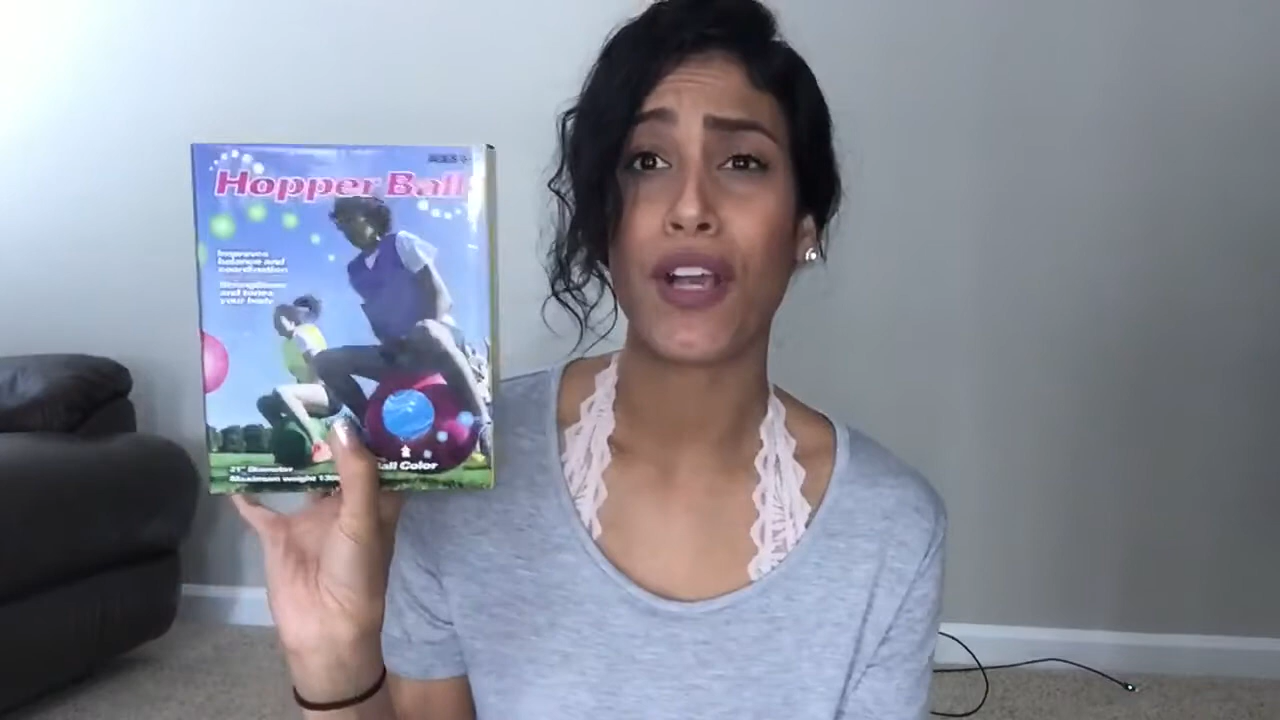 Hopper Ball
Improves
balance and
coordination
Strengthens
and tones
your body
Ball Color
21" Diameter
Maximum weight